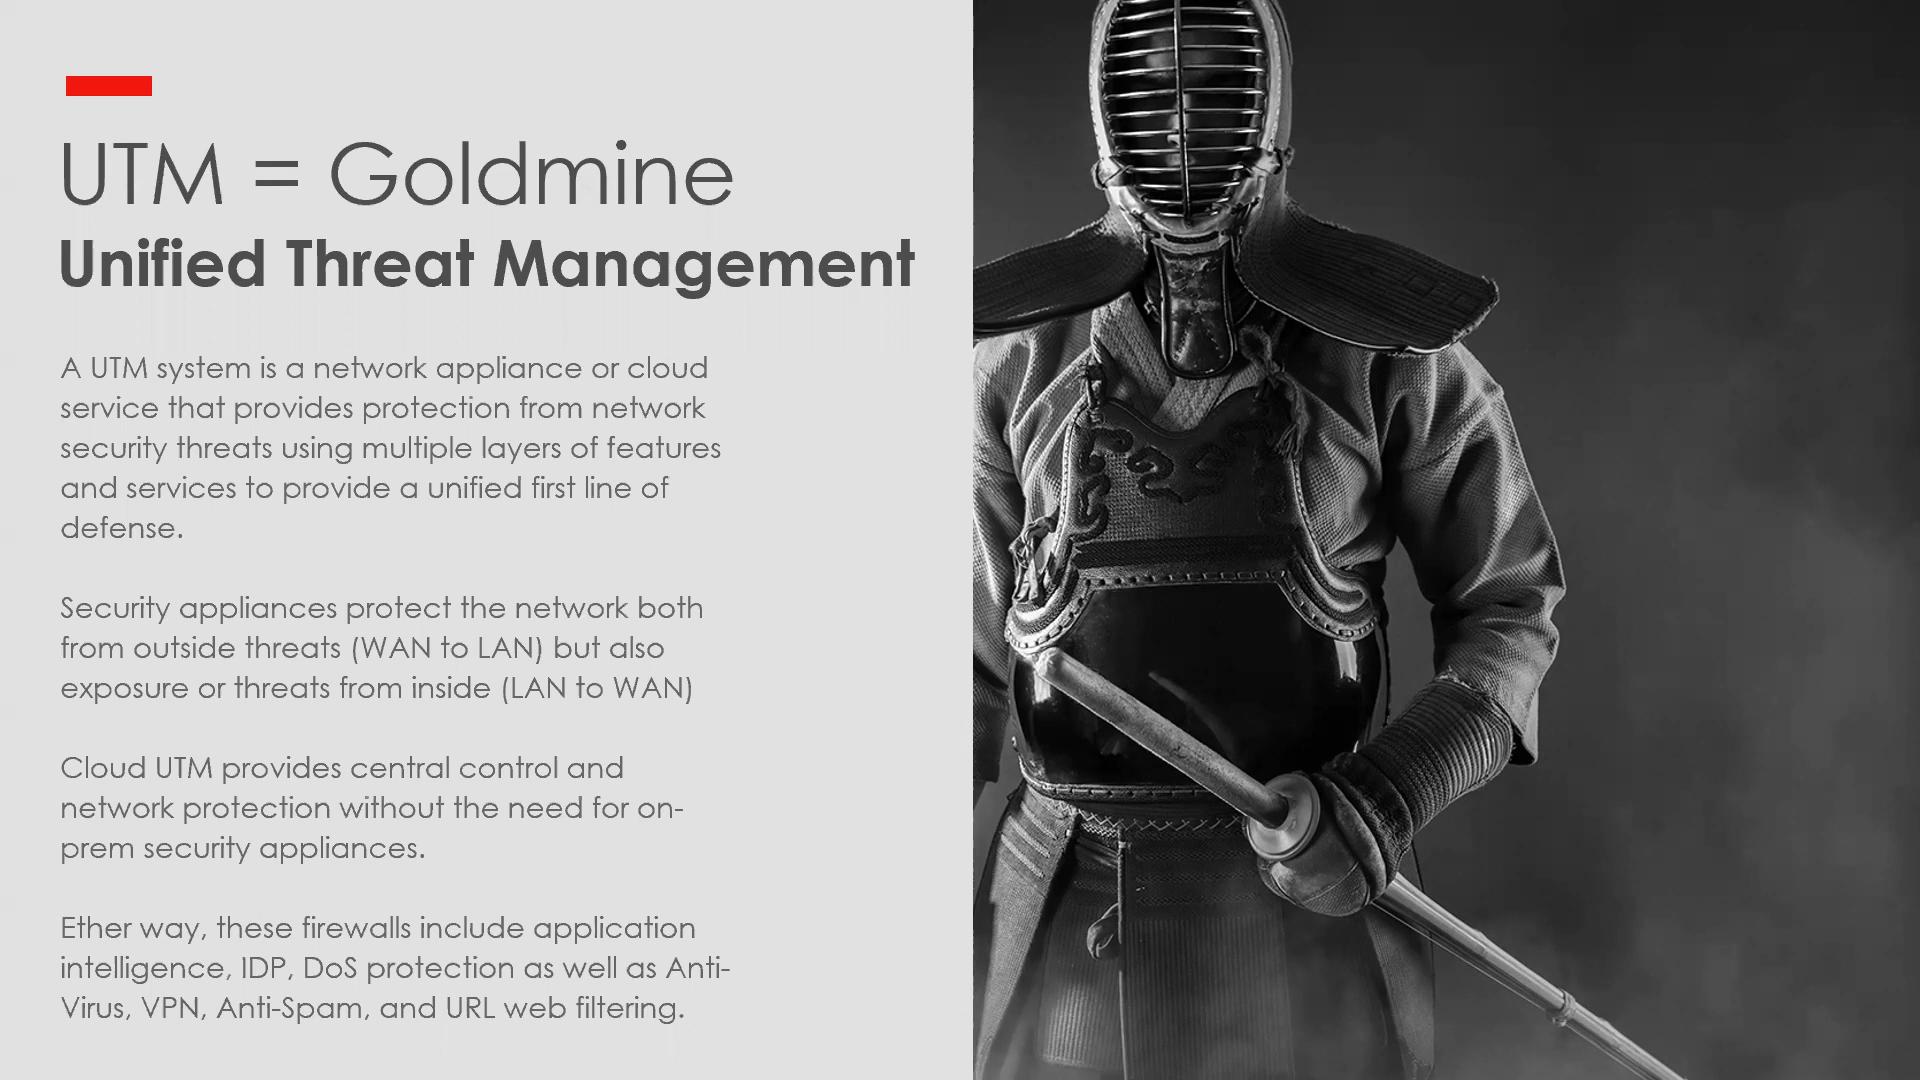 UTM = Goldmine
Unified Threat Management
A UTM system is a network appliance or cloud
service that provides protection from network
security threats using multiple layers of features
and services to provide a unified first line of
defense.
Security appliances protect the network both
from outside threats (WAN to LAN) but also
exposure or threats from inside (LAN to WAN)
Cloud UTM provides central control and
network protection without the need for on-
prem security appliances.
Ether way, these firewalls include application
intelligence, IDP, DoS protection as well as Anti-
Virus, VPN, Anti-Spam, and URL web filtering.